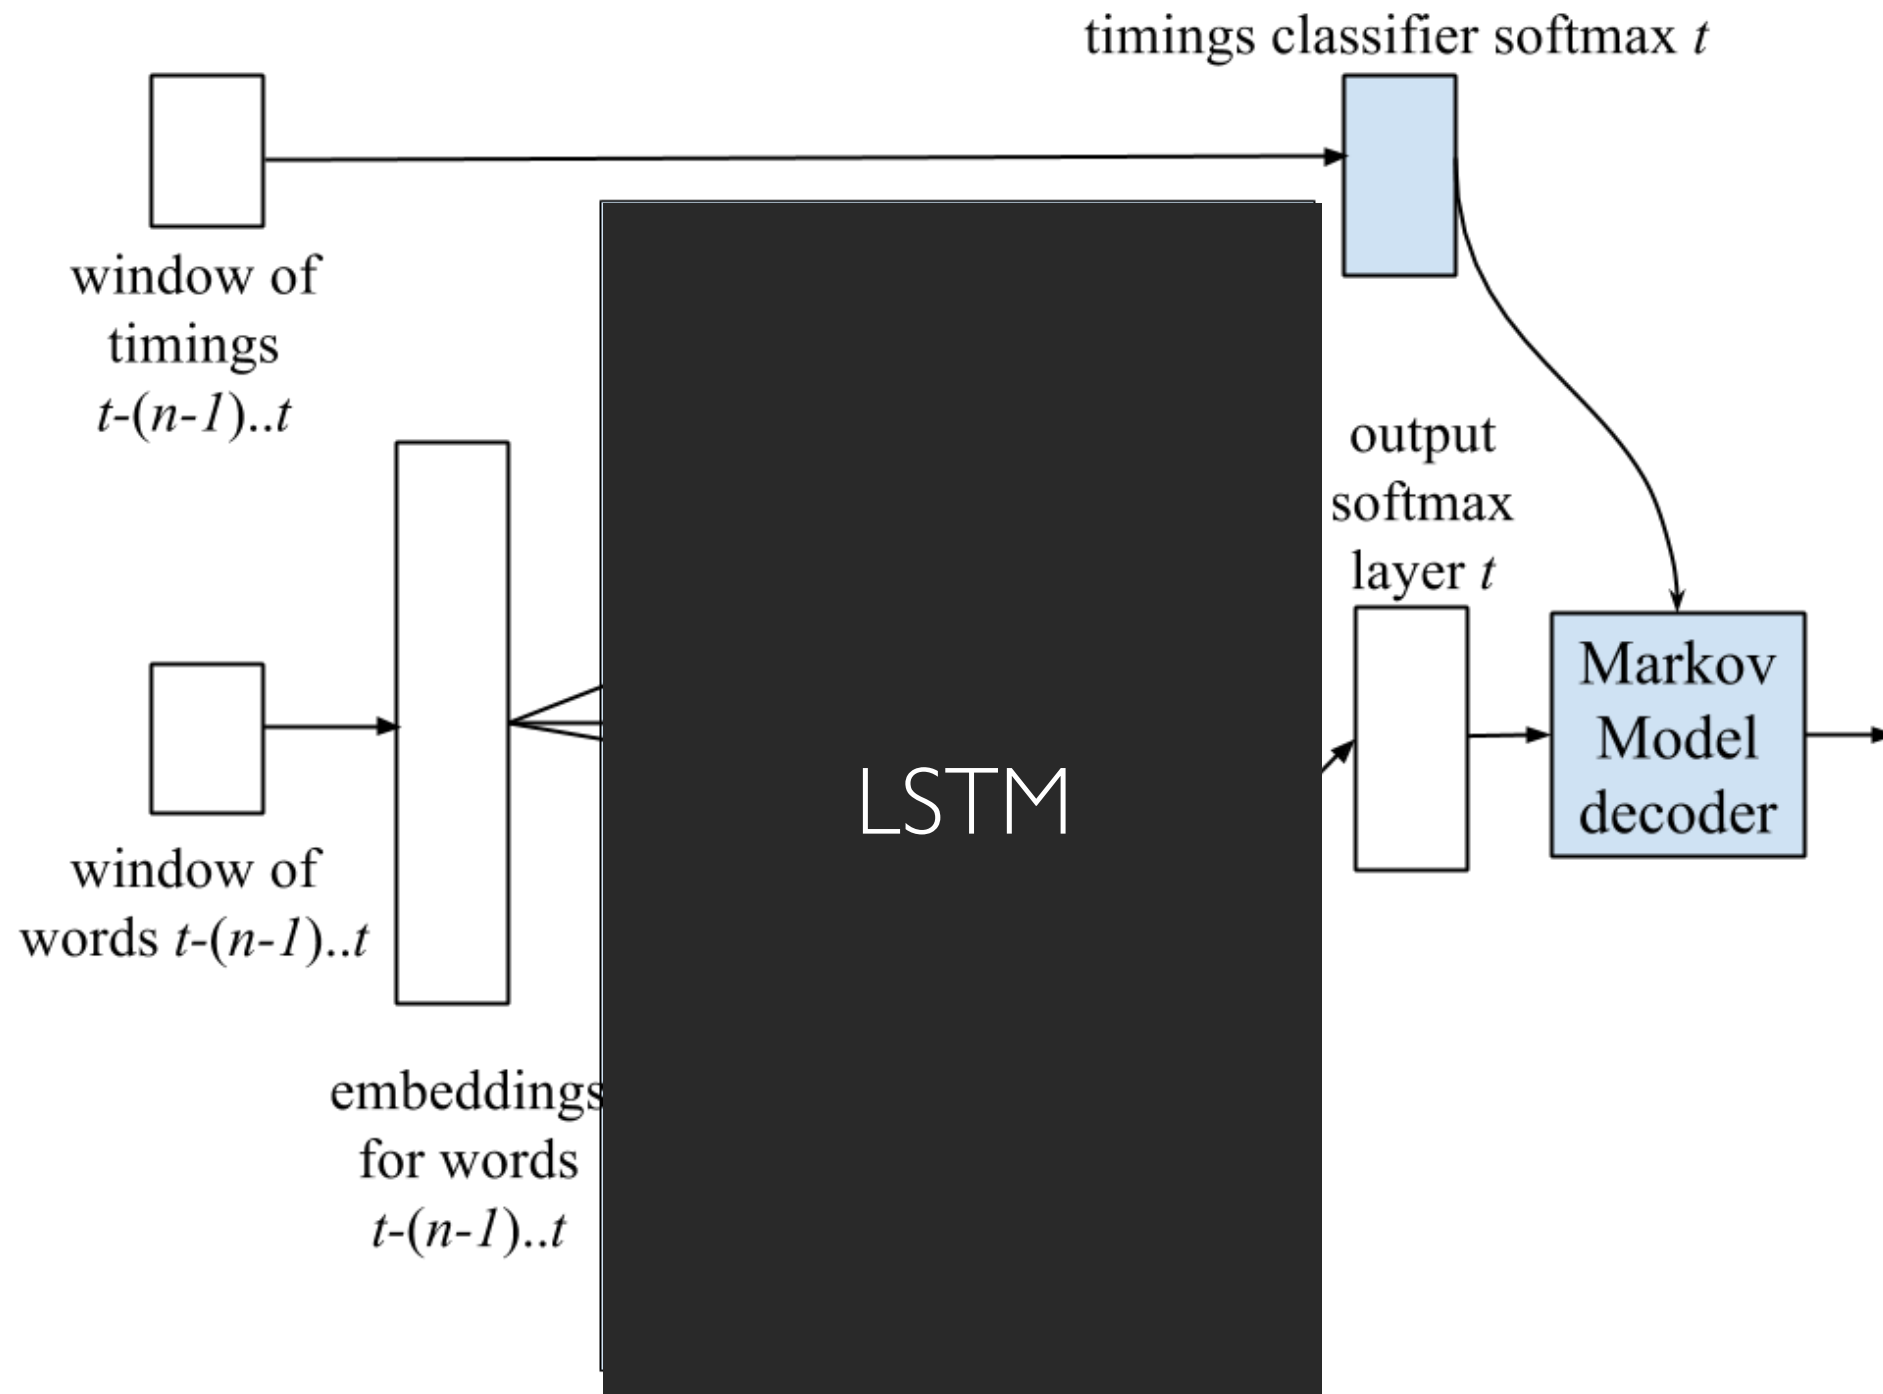 timings classifier softmax t
window of
timings
t-(n-1)..t
output
softmax
layer t
Markov
Model
decoder
LSTM
window of
words t-(n-1)..t
embeddings
for words
t-(n-1)..t